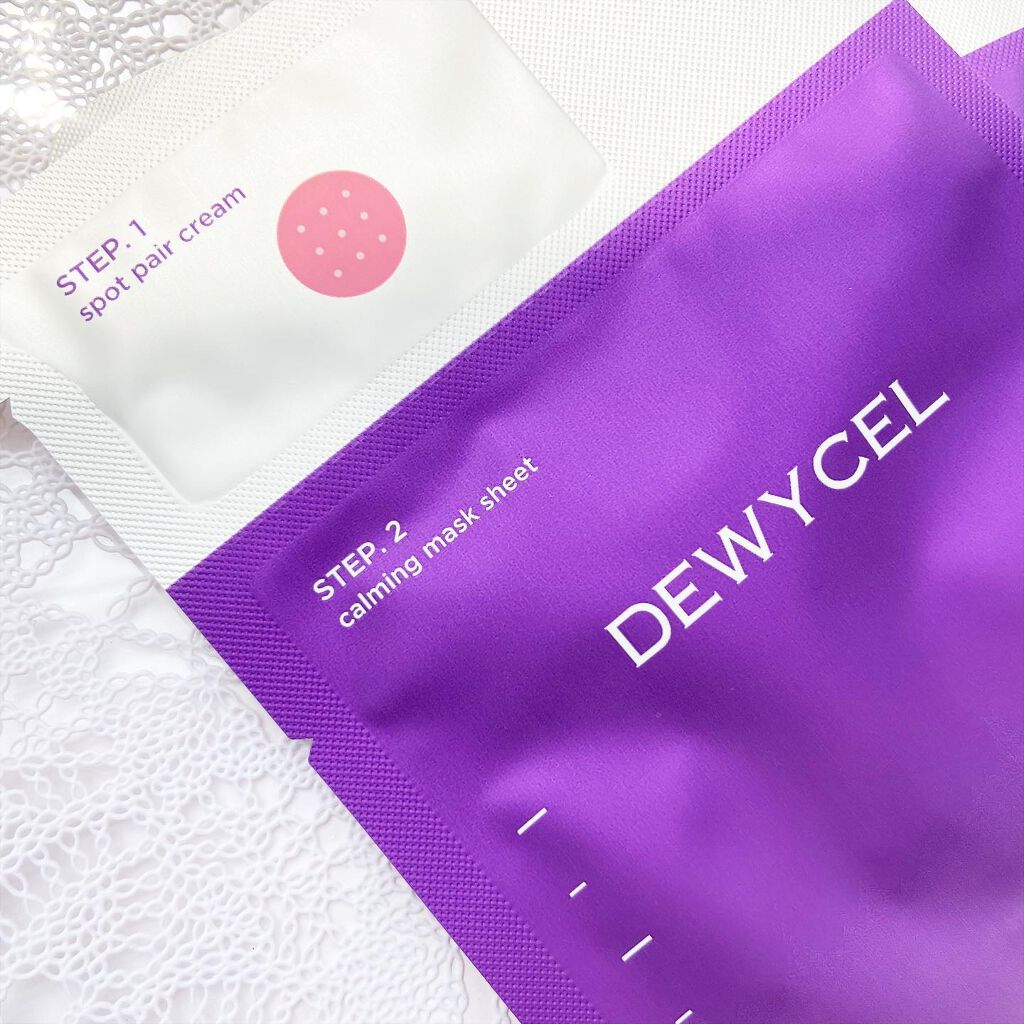 STEP. 1
spot pair cream
STEP. 2
calming mask sheet
DEWYCEL